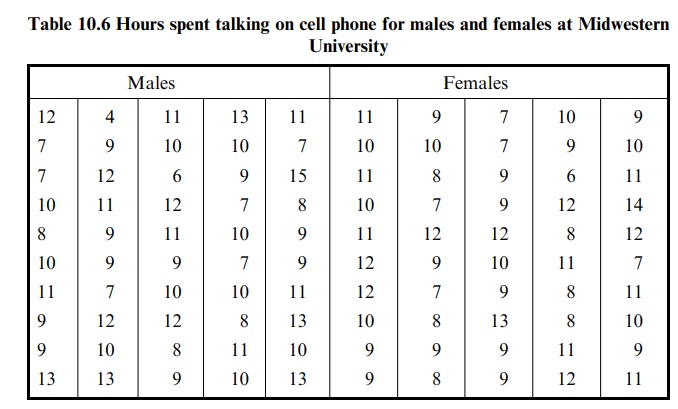 Table 10.6 Hours spent talking on cell phone for males and females at Midwestern
University
Males Females
12 4 11 13 11 11 9 7 10 9
7 9 10 10 7 10 10 7 9 10
7 12 6 9 15 11 8 9 6 11
10 11 12 7 8 10 7 9 12 14
8 9 11 10 9 11 12 12 8 12
10 9 9 7 9 12 9 10 11 7
11 7 10 10 11 12 7 9 8 11
9 12 12 8 13 10 8 13 8 10
9 10 8 11 10 9 9 9 11 9
13 13 9 10 13 9 8 9 12 11